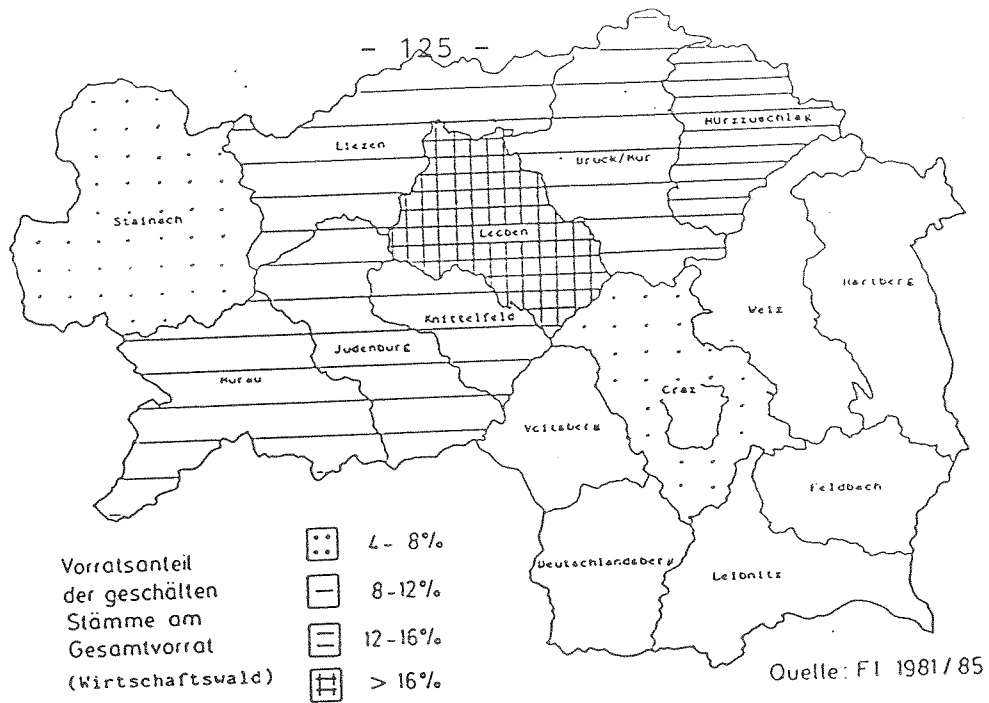 - 125 -
Liezen
Mürzzuschlag
Bruck/Mur
Stainach
Leoben
Hartberg
Weiz
Knittelfeld
Judenburg
Murau
Graz
Voitsberg
Feldbach
Deutschlandsberg
Leibnitz
Vorratsanteil
der geschälten
Stämme am
Gesamtvorrat
(Wirtschaftswald)
4 - 8%
8-12%
12-16%
> 16%
Quelle: FI 1981/85